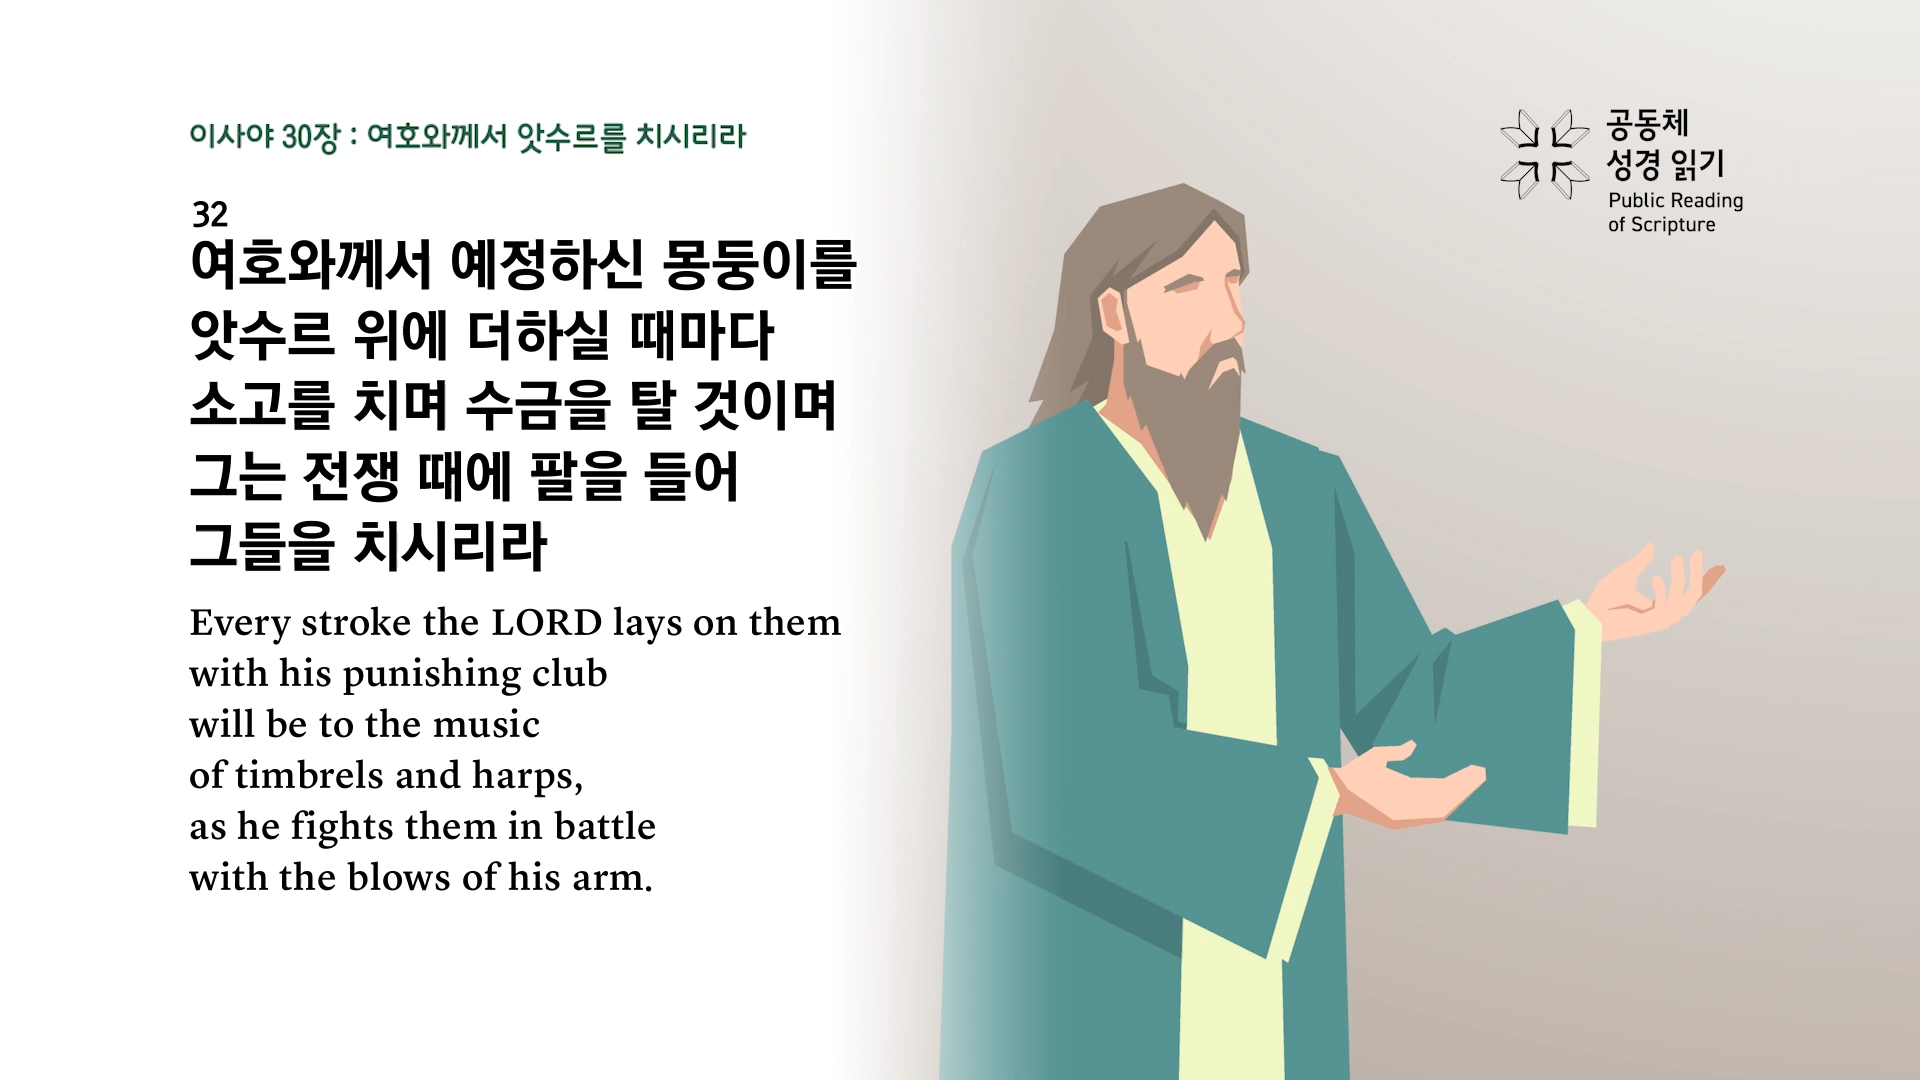 이사야 30장 : 여호와께서 앗수르를 치시리라
32
여호와께서 예정하신 몽둥이를
앗수르 위에 더하실 때마다
소고를 치며 수금을 탈 것이며
그는 전쟁 때에 팔을 들어
그들을 치시리라
Every stroke the LORD lays on them
with his punishing club
will be to the music
of timbrels and harps,
as he fights them in battle
with the blows of his arm.
공동체
성경 읽기
Public Reading
of Scripture